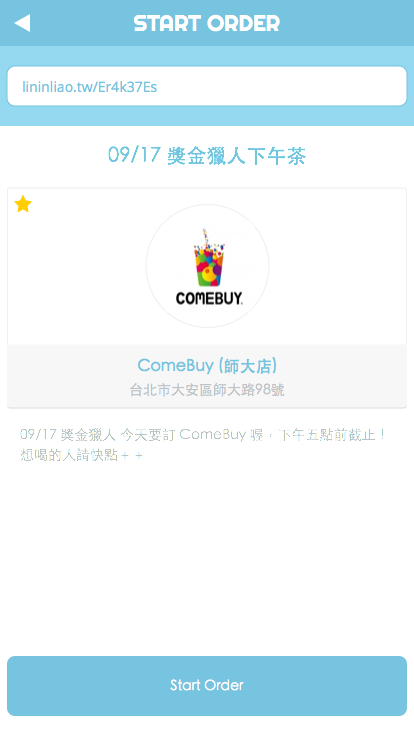 START ORDER
lininliao.tw/Er4k37Es
09/17 獎金獵人下午茶
COMEBUY.
ComeBuy (師大店)
台北市大安區師大路98號
09/17 獎金獵人 今天要訂 ComeBuy 喔，下午五點前截止！
想喝的人請快點++
Start Order